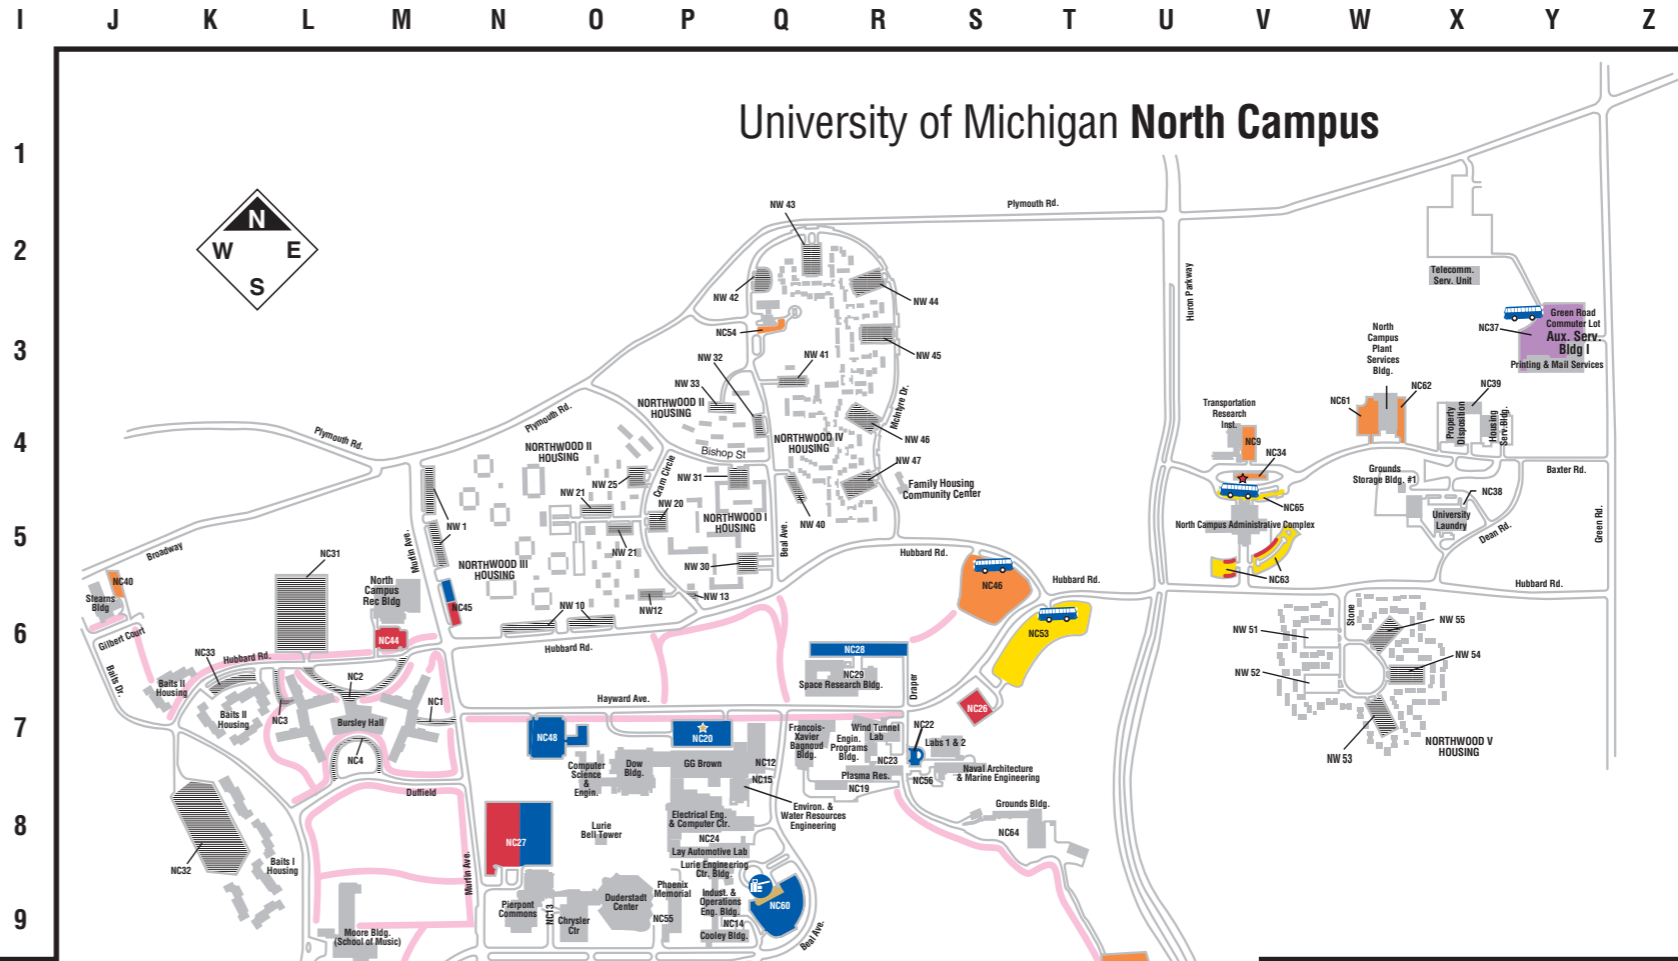 I J K L M N O P Q R S T U V W X Y Z
University of Michigan North Campus
1
2
3
4
5
6
7
8
9
N
W E
S
NW 43
Plymouth Rd.
Huron Parkway
Telecomm.
Serv. Unit
NW 42
NW 44
NC54
NW 45
NW 41
NW 32
NW 33
NORTHWOOD II
HOUSING
McIntyre Dr.
North
Campus
Plant
Services
Bldg.
NC37
Green Road
Commuter Lot
Aux. Serv.
Bldg I
Printing & Mail Services
NC61
NC62
NC39
Property
Disposition
Housing
Serv.Bldg.
Transportation
Research
Inst.
NC9
NC34
Plymouth Rd.
Plymouth Rd.
NORTHWOOD II
HOUSING
Bishop St
NORTHWOOD IV
HOUSING
NW 46
NW 47
Family Housing
Community Center
NW 25
NW 21
Cram Circle
NW 31
NW 20
NORTHWOOD I
HOUSING
NW 40
Beal Ave.
NW 1
NW 21
NW 30
Grounds
Storage Bldg. #1
Baxter Rd.
NC38
University
Laundry
Dean Rd.
Green Rd.
NC65
North Campus Administrative Complex
NC63
Hubbard Rd.
Broadway
NC31
Murfin Ave.
NORTHWOOD III
HOUSING
Hubbard Rd.
NC46
Hubbard Rd.
NC40
Stearns
Bldg
North
Campus
Rec Bldg
NC45
NW 10
NW12
NW 13
NC53
Gilbert Court
NC44
Hubbard Rd.
NC33
Hubbard Rd.
Baits Dr.
NC28
NC29
Space Research Bldg.
Draper
Stone
NW 51
NW 55
NW 52
NW 54
NW 53
NORTHWOOD V
HOUSING
Baits II
Housing
Baits II
Housing
NC2
NC1
NC3
Bursley Hall
NC4
Hayward Ave.
NC26
NC48
NC20
Francois-
Xavier
Bagnoud
Bldg.
Wind Tunnel
Lab
Engin.
Programs
Bldg.
NC22
NC23
Labs 1 & 2
Computer
Science
&
Engin.
Dow
Bldg.
GG Brown
NC12
NC15
Plasma Res.
NC19
NC56
Naval Architecture
& Marine Engineering
Duffield
NC27
Lurie
Bell Tower
Electrical Eng.
& Computer Ctr.
Environ. &
Water Resources
Engineering
Grounds Bldg.
NC64
NC24
Lay Automotive Lab
Lurie Engineering
Ctr. Bldg.
NC32
Baits I
Housing
Murfin Ave.
Phoenix
Memorial
Indust. &
Operations
Eng. Bldg.
NC60
Pierpont
Commons
NC13
Chrysler
Ctr
Duderstadt
Center
NC55
NC14
Cooley Bldg.
Beal Ave.
Moore Bldg.
(School of Music)